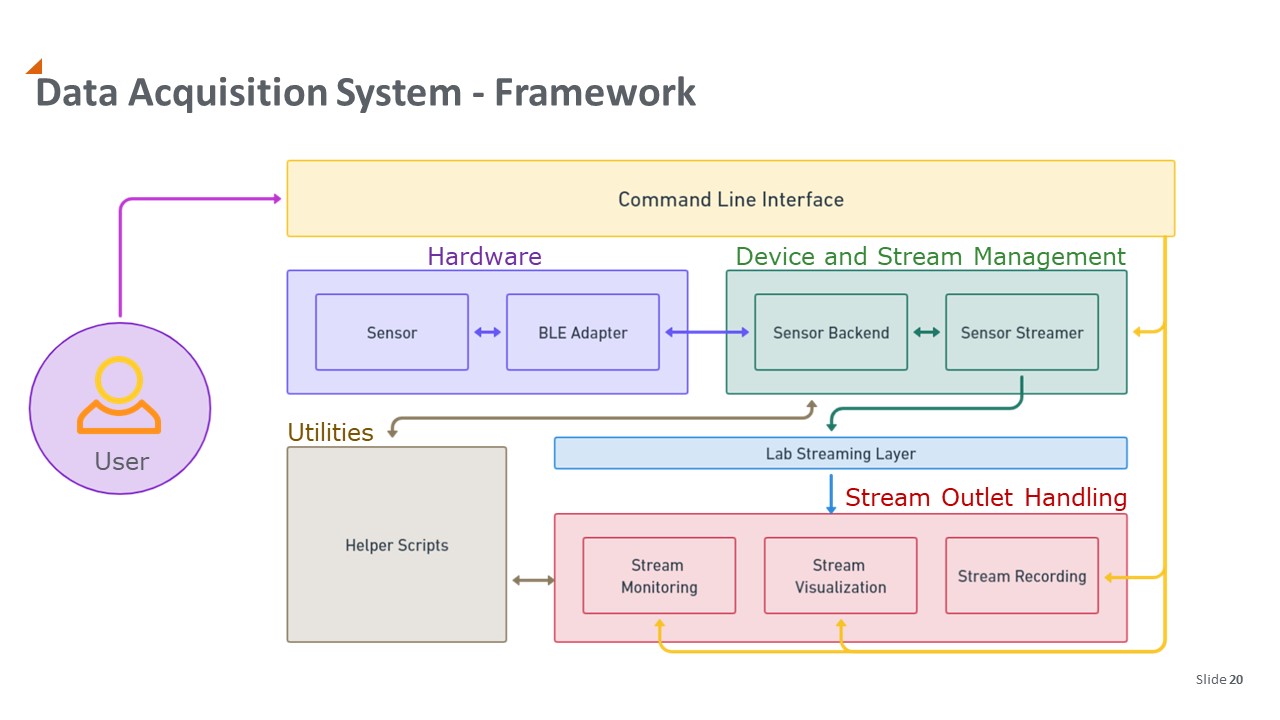 Data Acquisition System - Framework
Command Line Interface
Hardware
Device and Stream Management
Sensor
BLE Adapter
Sensor Backend
Sensor Streamer
User
Utilities
Lab Streaming Layer
Stream Outlet Handling
Helper Scripts
Stream
Monitoring
Stream
Visualization
Stream Recording
Slide 20